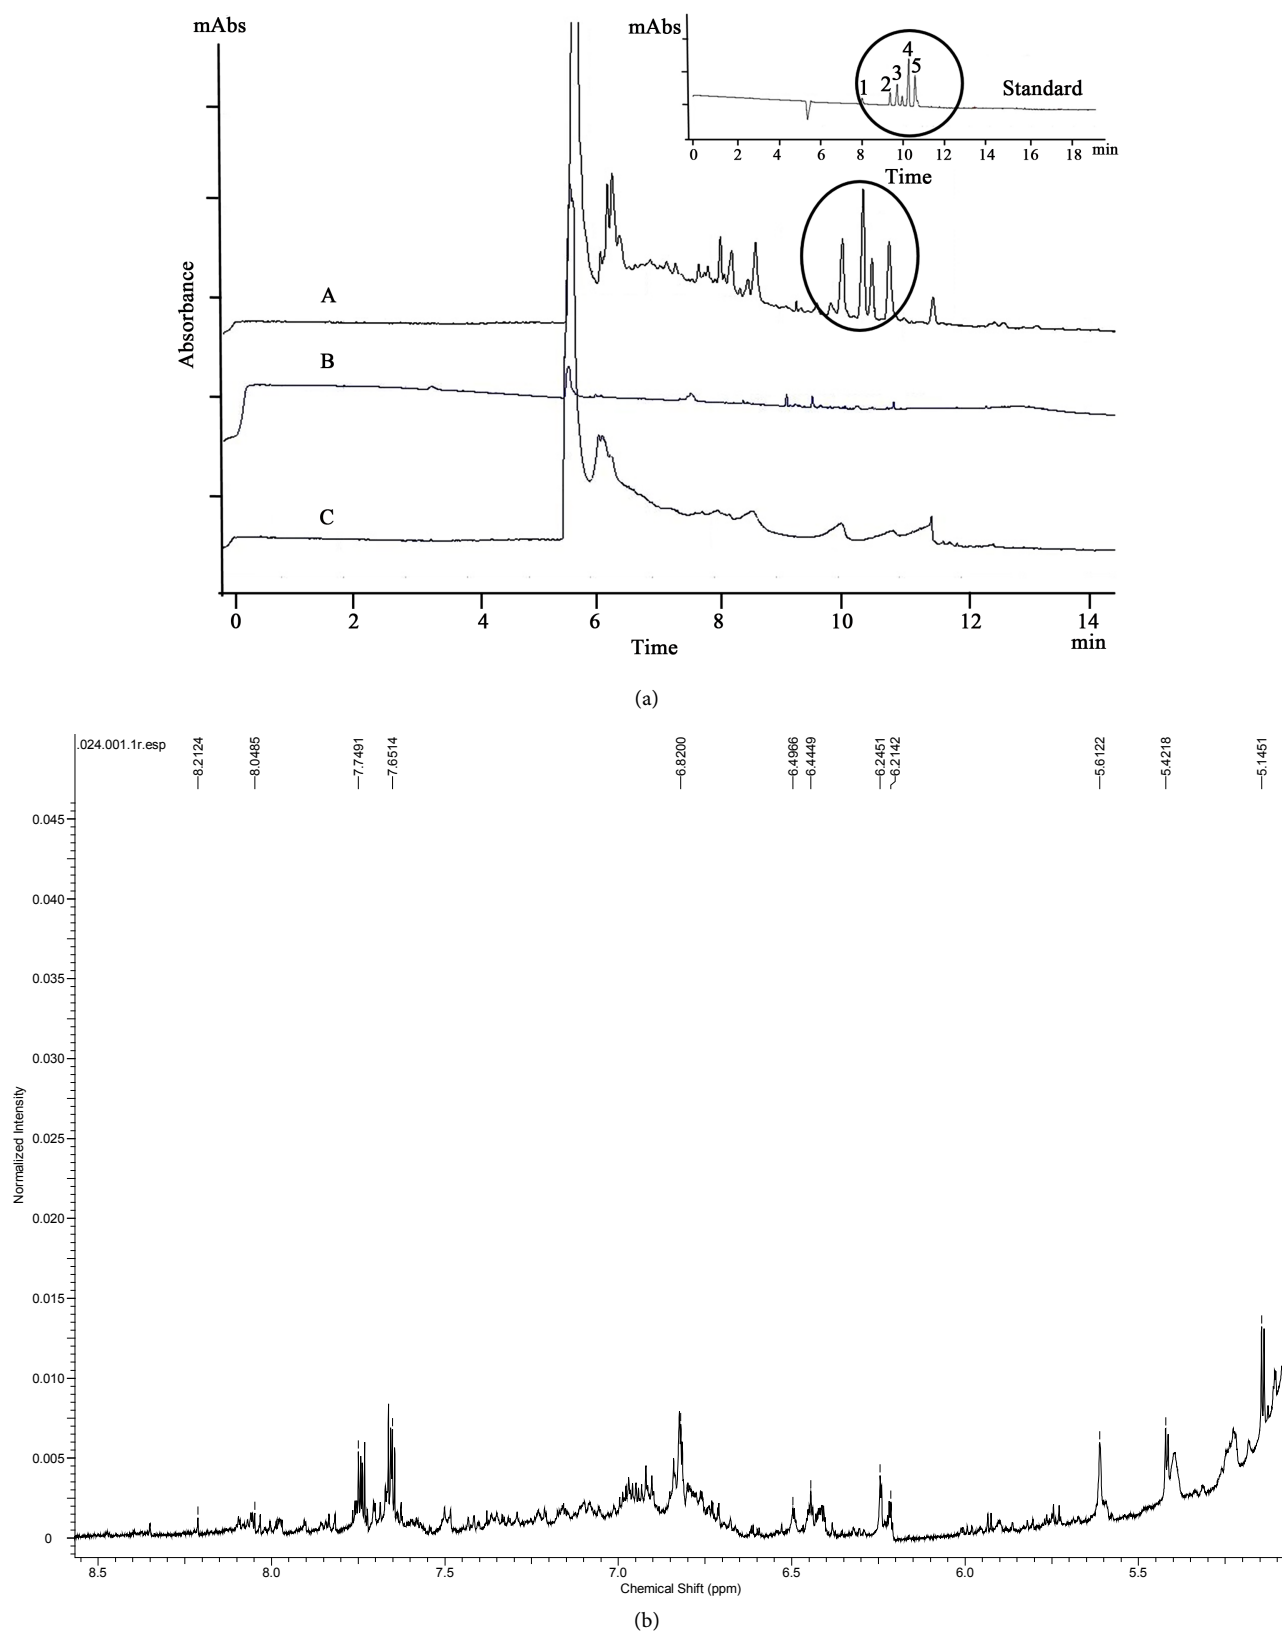 mAbs
mAbs
1
2
3
4
5
Standard
0 2 4 6 8 10 12 14 16 18 min
Time
Absorbance
A
B
C
0 2 4 6 8 10 12 14
min
Time
(a)
.024.001.1r.esp
8.2124
8.0485
7.7491
7.6514
6.8200
6.4966
6.4449
6.2451
6.2142
5.6122
5.4218
5.1451
0.045
0.040
0.035
0.030
0.025
0.020
0.015
0.010
0.005
0
Normalized Intensity
8.5 8.0 7.5 7.0 6.5 6.0 5.5
Chemical Shift (ppm)
(b)